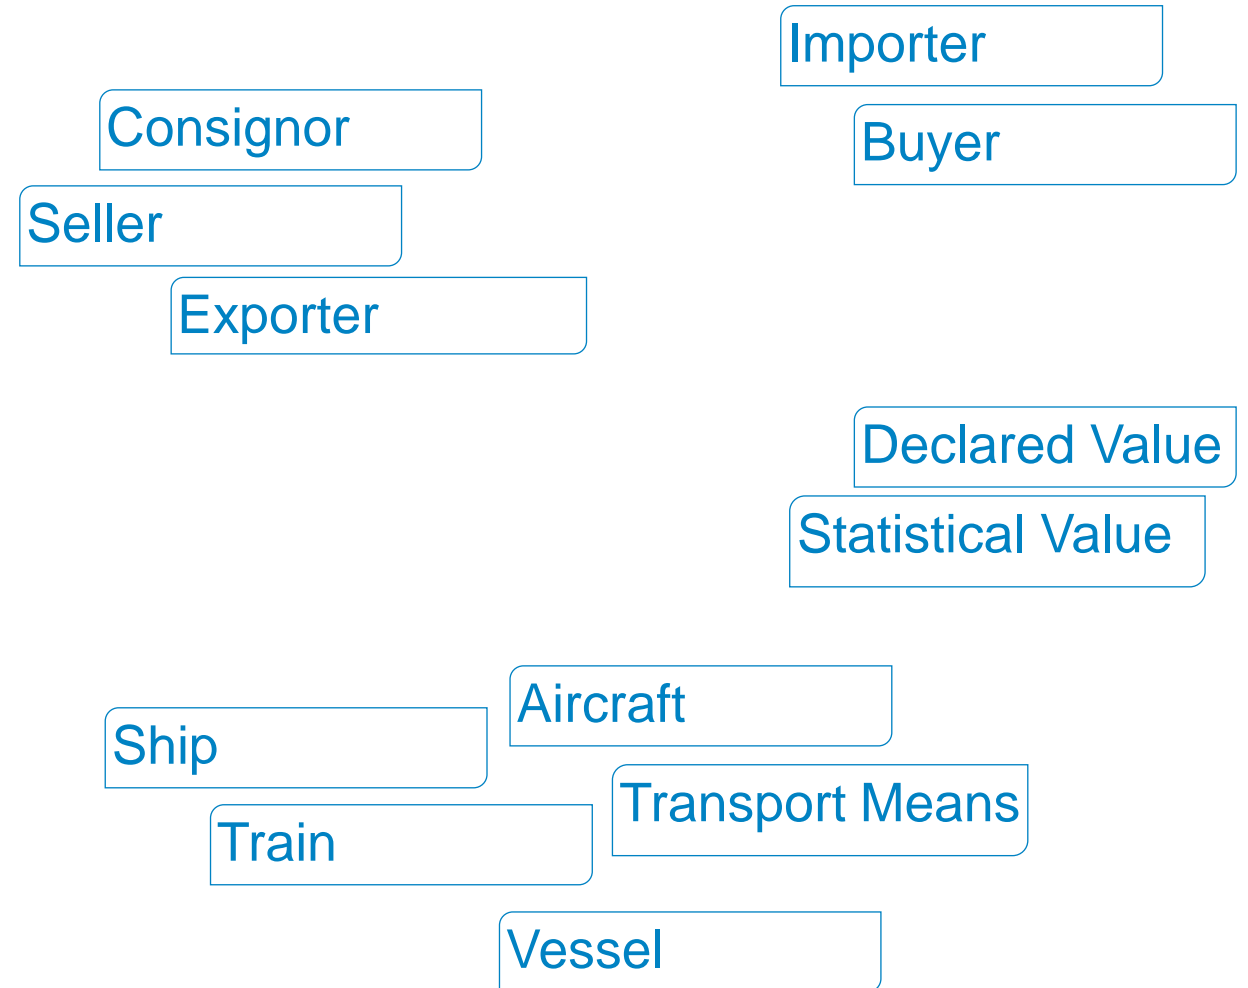 Importer
Consignor
Buyer
Seller
Exporter
Declared Value
Statistical Value
Aircraft
Ship
Transport Means
Train
Vessel